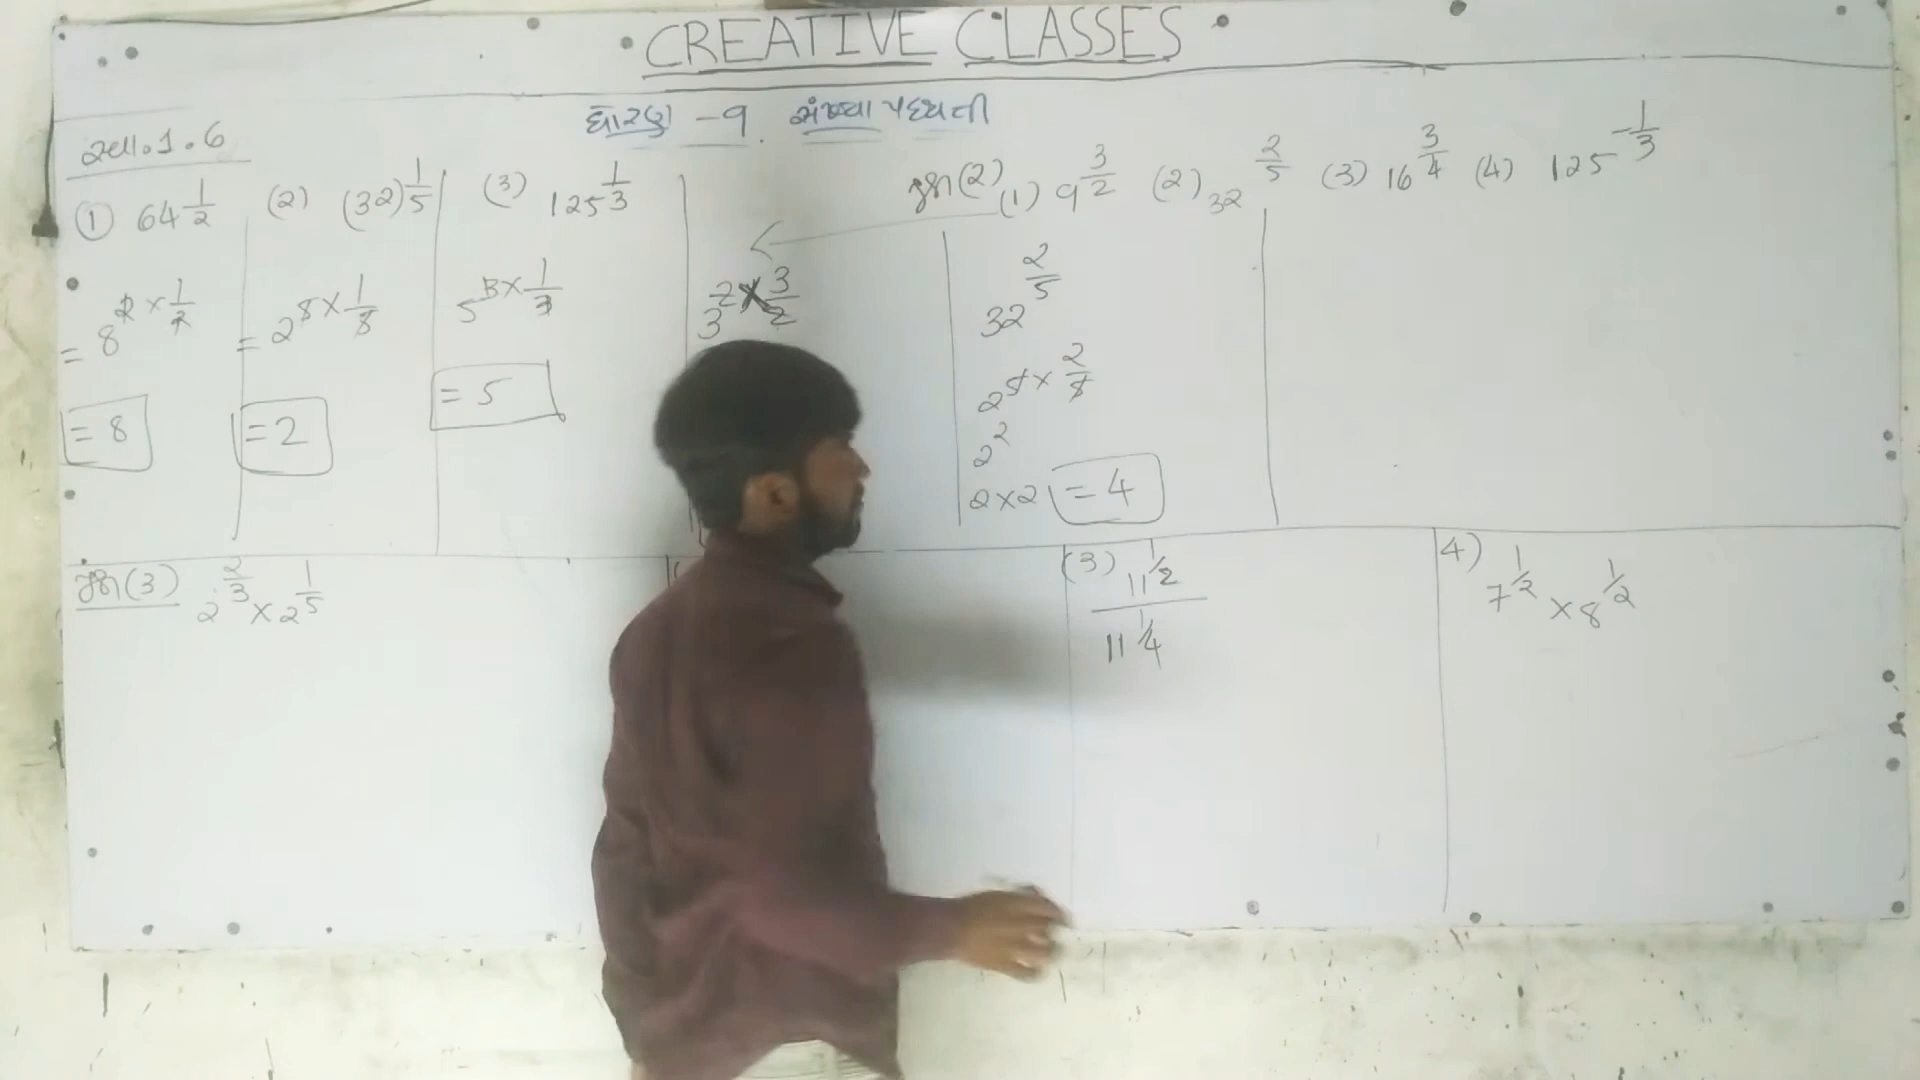 CREATIVE CLASSES
ધોરણ -૧. સંખ્યા પધ્ધતી
સ્વા.1.6
① 64^{1/2} (2) (32)^{1/5} (3) 125^{1/3}
= 8^{2×1/2}
= 8
= 2^{5×1/5}
= 2
5^{3×1/3}
= 5
પ્રશ્ન(2) (1) 9^{3/2} (2) 32^{2/5} (3) 16^{3/4} (4) 125^{-1/3}
3^{2×3/2}
32^{2/5}
2^{5×2/5}
2^2
2×2 = 4
પ્રશ્ન(3) 2^{2/3} × 2^{1/5}
(3) 11^{1/2} / 11^{1/4}
4) 7^{1/2} × 8^{1/2}